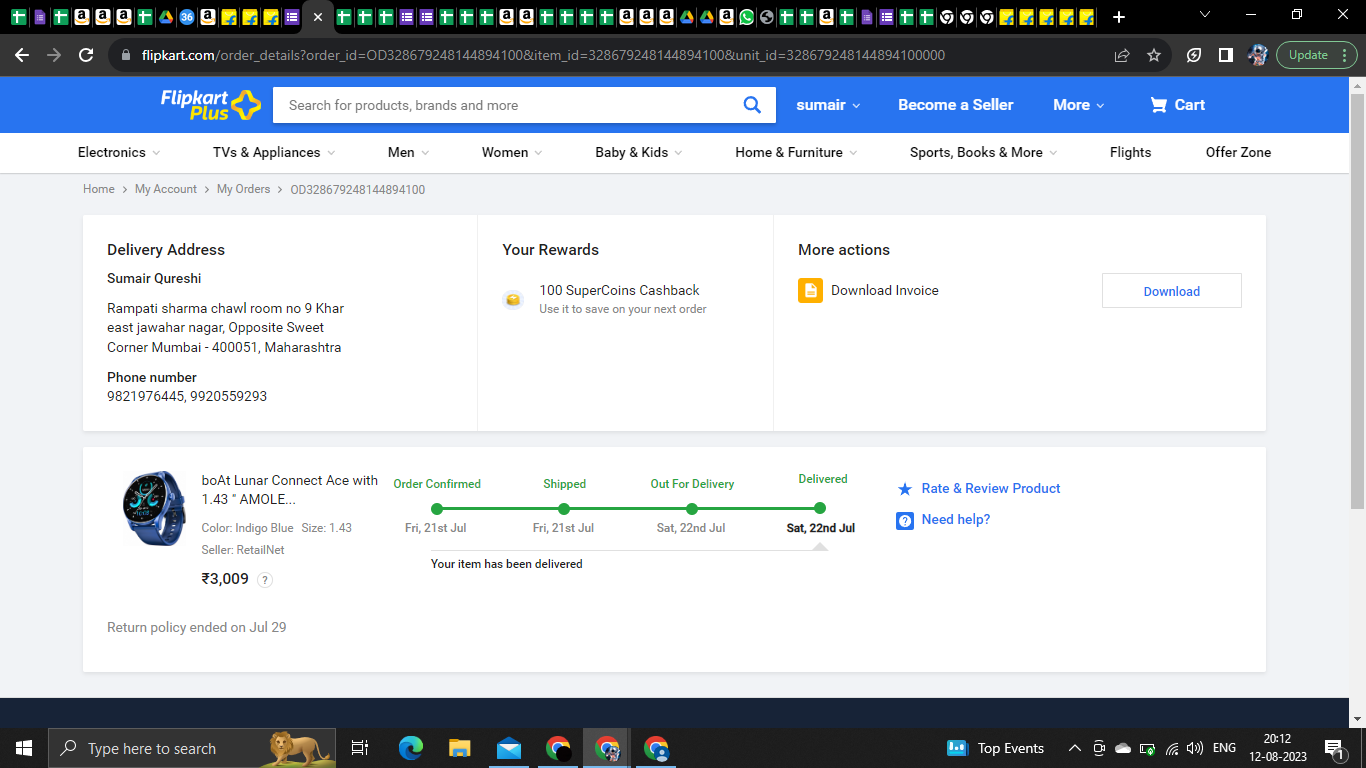 36
flipkart.com/order_details?order_id=OD328679248144894100&item_id=328679248144894100&unit_id=328679248144894100000
Update
Flipkart
Plus
Search for products, brands and more
sumair
Become a Seller
More
Cart
Electronics
TVs & Appliances
Men
Women
Baby & Kids
Home & Furniture
Sports, Books & More
Flights
Offer Zone
Home > My Account > My Orders > OD328679248144894100
Delivery Address
Sumair Qureshi
Rampati sharma chawl room no 9 Khar
east jawahar nagar, Opposite Sweet
Corner Mumbai - 400051, Maharashtra
Phone number
9821976445, 9920559293
Your Rewards
100 SuperCoins Cashback
Use it to save on your next order
More actions
Download Invoice
Download
boAt Lunar Connect Ace with
1.43 " AMOLE...
Color: Indigo Blue Size: 1.43
Seller: RetailNet
₹3,009 ?
Order Confirmed
Shipped
Out For Delivery
Delivered
Fri, 21st Jul
Fri, 21st Jul
Sat, 22nd Jul
Sat, 22nd Jul
Your item has been delivered
Rate & Review Product
Need help?
Return policy ended on Jul 29
Type here to search
Top Events
ENG
20:12
12-08-2023
1